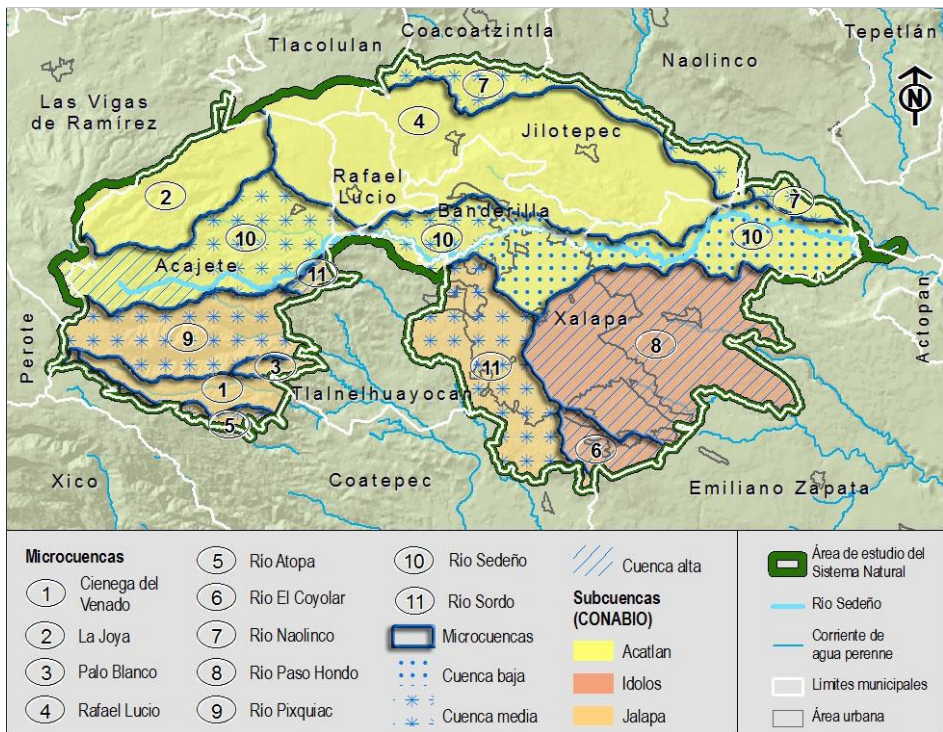 Tlacolulan
Coacoatzintla
Tepetlán
Naolinco
Las Vigas
de Ramírez
7
N
4
Jilotepec
2
Rafael
Lucio
7
Banderilla
10
10
10
Acajete
11
Xalapa
Perote
9
8
Actopan
3
11
1
Tlalnelhuayocan
5
6
Xico
Coatepec
Emiliano Zapata
Microcuencas
1 Cienega del
Venado
2 La Joya
3 Palo Blanco
4 Rafael Lucio
5 Río Atopa
6 Río El Coyolar
7 Río Naolinco
8 Río Paso Hondo
9 Río Pixquiac
10 Río Sedeño
11 Río Sordo
Microcuencas
Cuenca baja
Cuenca media
Cuenca alta
Subcuencas
(CONABIO)
Acatlan
Idolos
Jalapa
Área de estudio del
Sistema Natural
Río Sedeño
Corriente de
agua perenne
Limites municipales
Área urbana